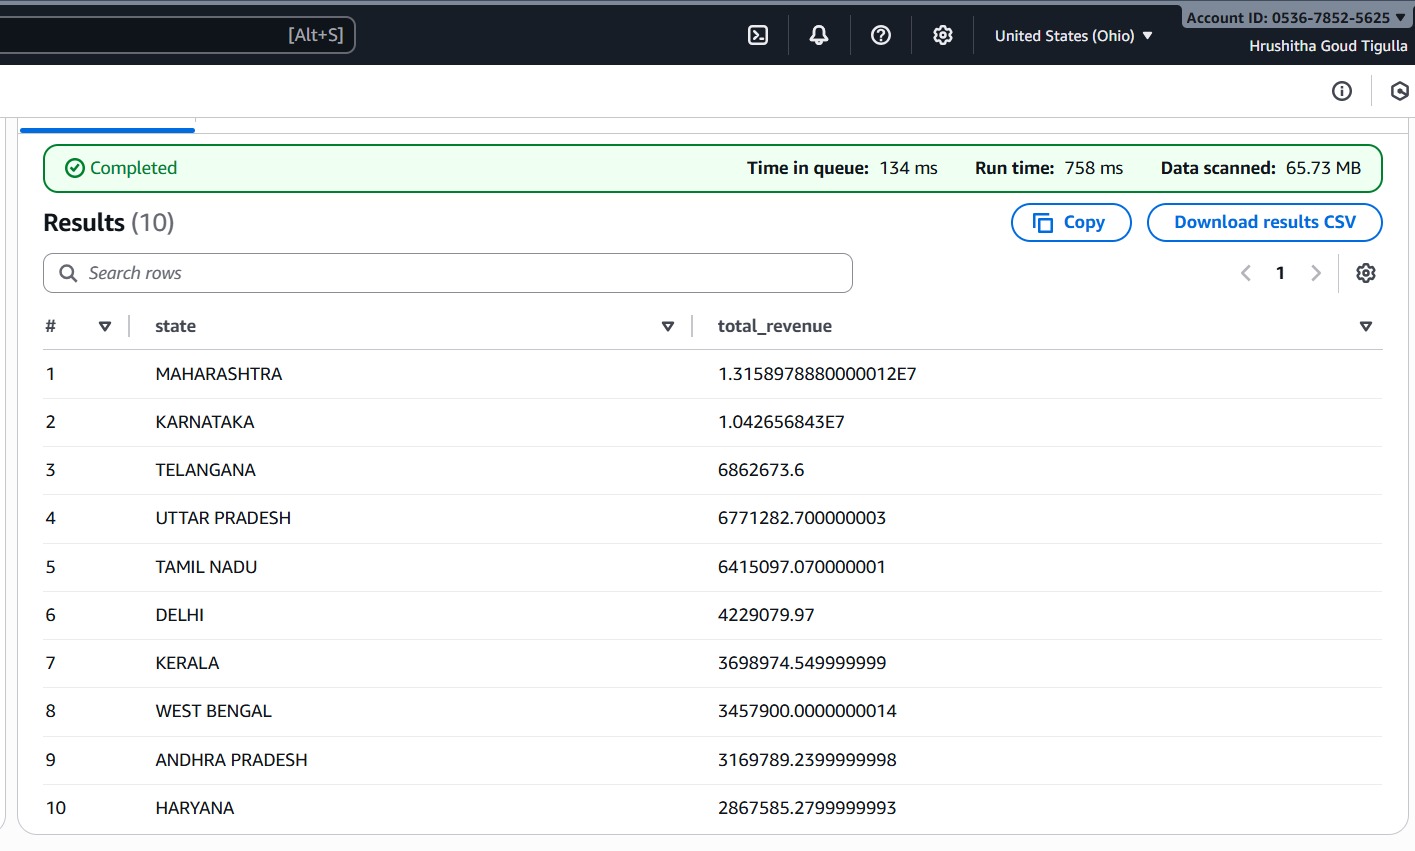 [Alt+S] United States (Ohio) ▼ Account ID: 0536-7852-5625 ▼
Hrushitha Goud Tigulla
Completed Time in queue: 134 ms Run time: 758 ms Data scanned: 65.73 MB
Results (10) Copy Download results CSV
Search rows 1
# state total_revenue
1 MAHARASHTRA 1.3158978880000012E7
2 KARNATAKA 1.042656843E7
3 TELANGANA 6862673.6
4 UTTAR PRADESH 6771282.700000003
5 TAMIL NADU 6415097.070000001
6 DELHI 4229079.97
7 KERALA 3698974.549999999
8 WEST BENGAL 3457900.0000000014
9 ANDHRA PRADESH 3169789.2399999998
10 HARYANA 2867585.2799999993